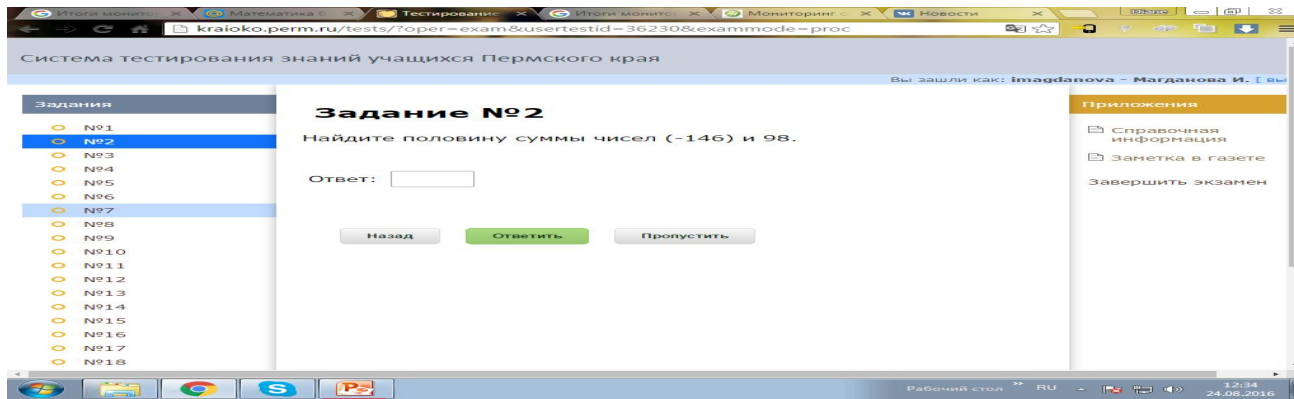 Итоги монито
Математика 6
Тестирование
Итоги монитор
Мониторинг с
Новости
kraioko.perm.ru/tests/?oper=exam&usertestid=36230&exammode=proc
Система тестирования знаний учащихся Пермского края
Вы зашли как: imagdanova - Магданова И. [ вы
Задания
№1
№2
№3
№4
№5
№6
№7
№8
№9
№10
№11
№12
№13
№14
№15
№16
№17
№18
Задание №2
Найдите половину суммы чисел (-146) и 98.
Ответ:
Назад
Ответить
Пропустить
Приложения
Справочная
информация
Заметка в газете
Завершить экзамен
Рабочий стол
RU
12:34
24.08.2016